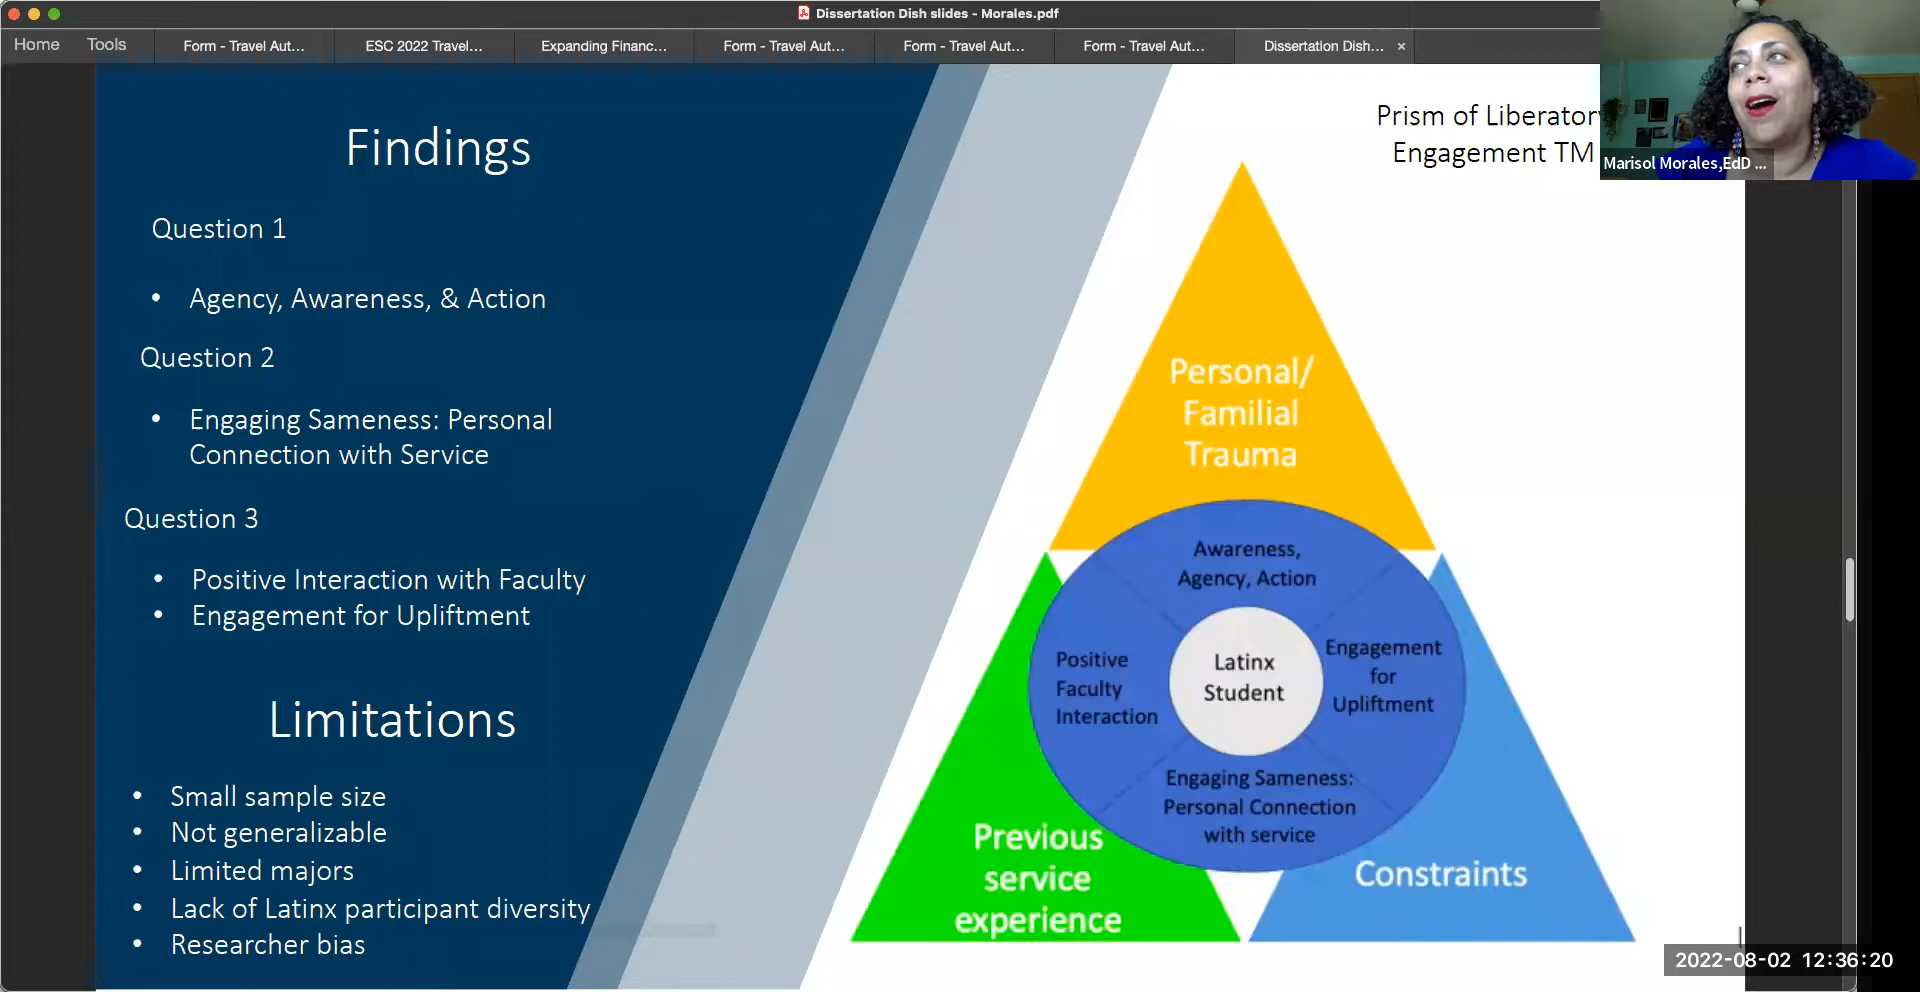 Dissertation Dish slides - Morales.pdf
Home
Tools
Form - Travel Aut...
ESC 2022 Travel...
Expanding Financ...
Form - Travel Aut...
Form - Travel Aut...
Form - Travel Aut...
Dissertation Dish...
×
Findings
Question 1
• Agency, Awareness, & Action
Question 2
• Engaging Sameness: Personal
Connection with Service
Question 3
• Positive Interaction with Faculty
• Engagement for Upliftment
Limitations
• Small sample size
• Not generalizable
• Limited majors
• Lack of Latinx participant diversity
• Researcher bias
Prism of Liberatory
Engagement TM
Personal/
Familial
Trauma
Awareness,
Agency, Action
Positive
Faculty
Interaction
Latinx
Student
Engagement
for
Upliftment
Engaging Sameness:
Personal Connection
with service
Previous
service
experience
Constraints
Marisol Morales,EdD ...
2022-08-02 12:36:20